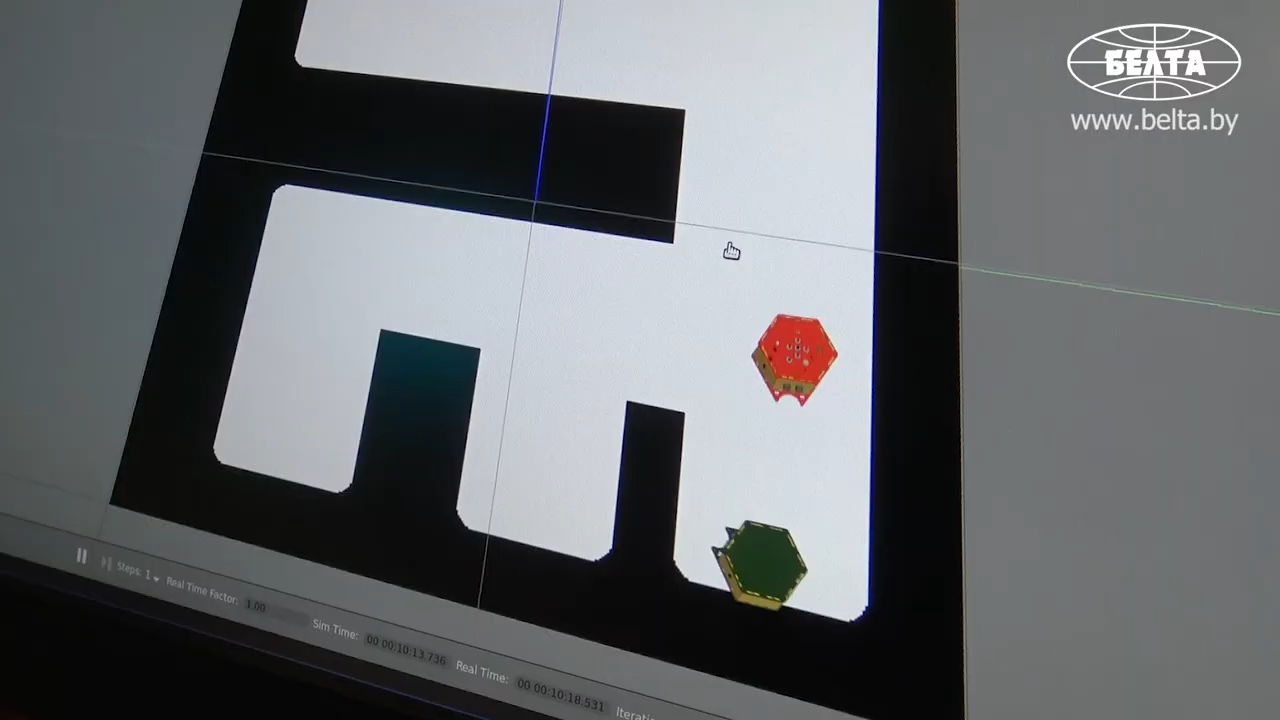 БЕЛТА
www.belta.by
Steps: 1
Real Time Factor: 1.00
Sim Time: 00 00:10:13.736
Real Time: 00 00:10:18.531